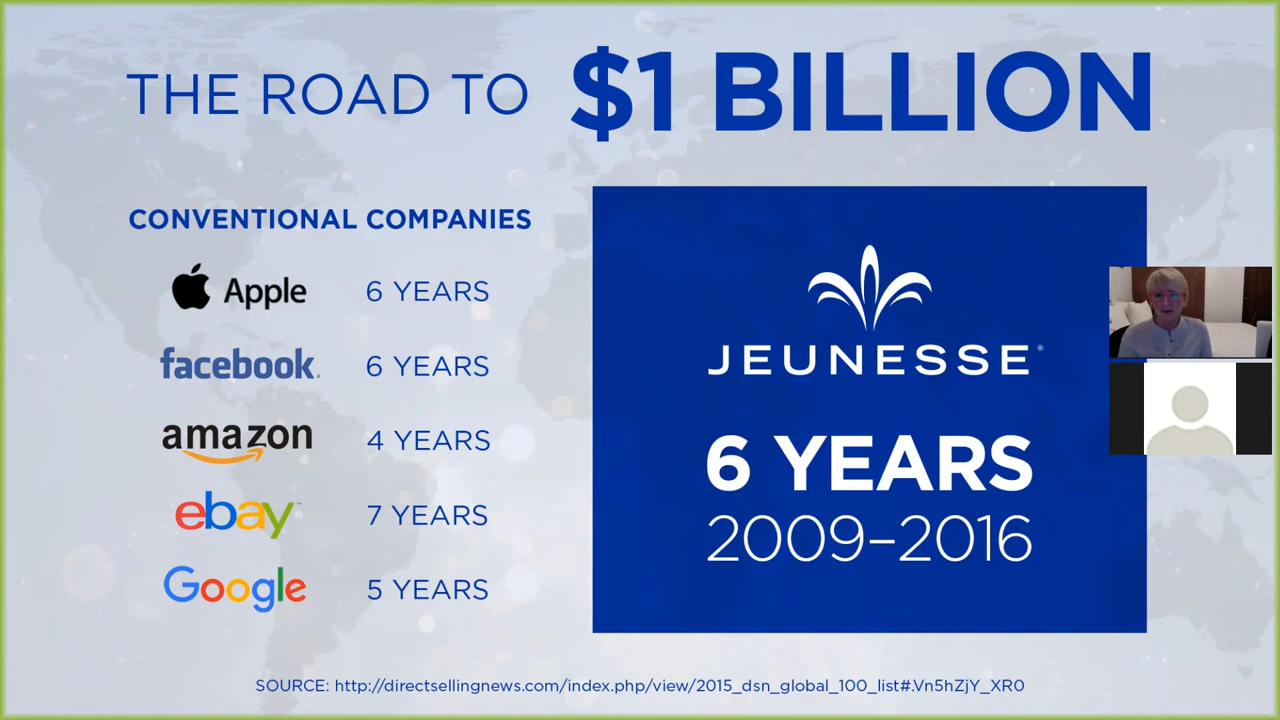 THE ROAD TO $1 BILLION
CONVENTIONAL COMPANIES
Apple 6 YEARS
facebook. 6 YEARS
amazon 4 YEARS
ebay™ 7 YEARS
Google 5 YEARS
JEUNESSE®
6 YEARS
2009–2016
SOURCE: http://directsellingnews.com/index.php/view/2015_dsn_global_100_list#.Vn5hZjY_XR0